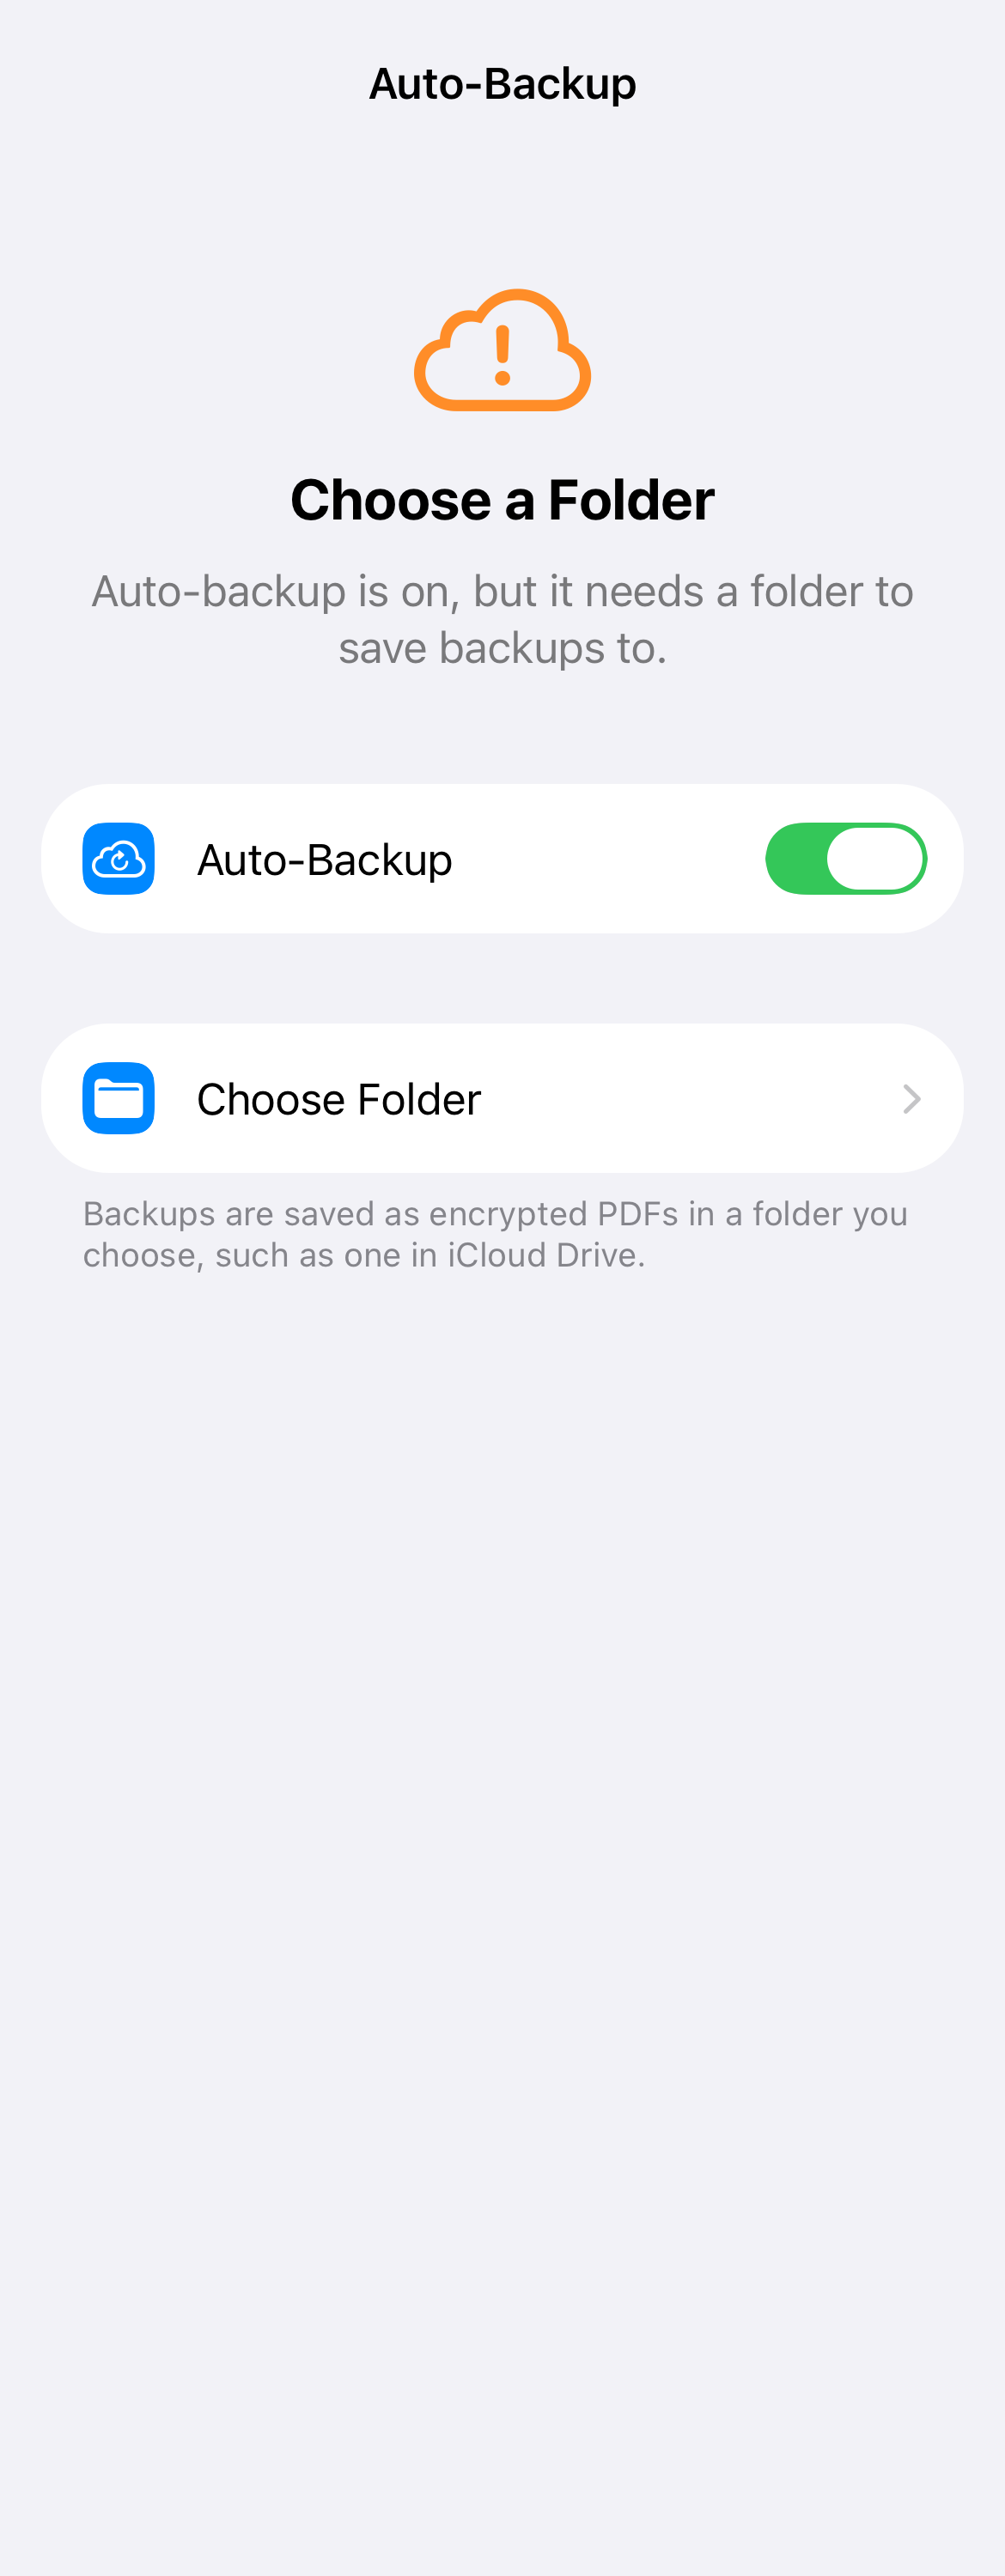 Auto-Backup
Choose a Folder
Auto-backup is on, but it needs a folder to
save backups to.
Auto-Backup
Choose Folder
Backups are saved as encrypted PDFs in a folder you
choose, such as one in iCloud Drive.